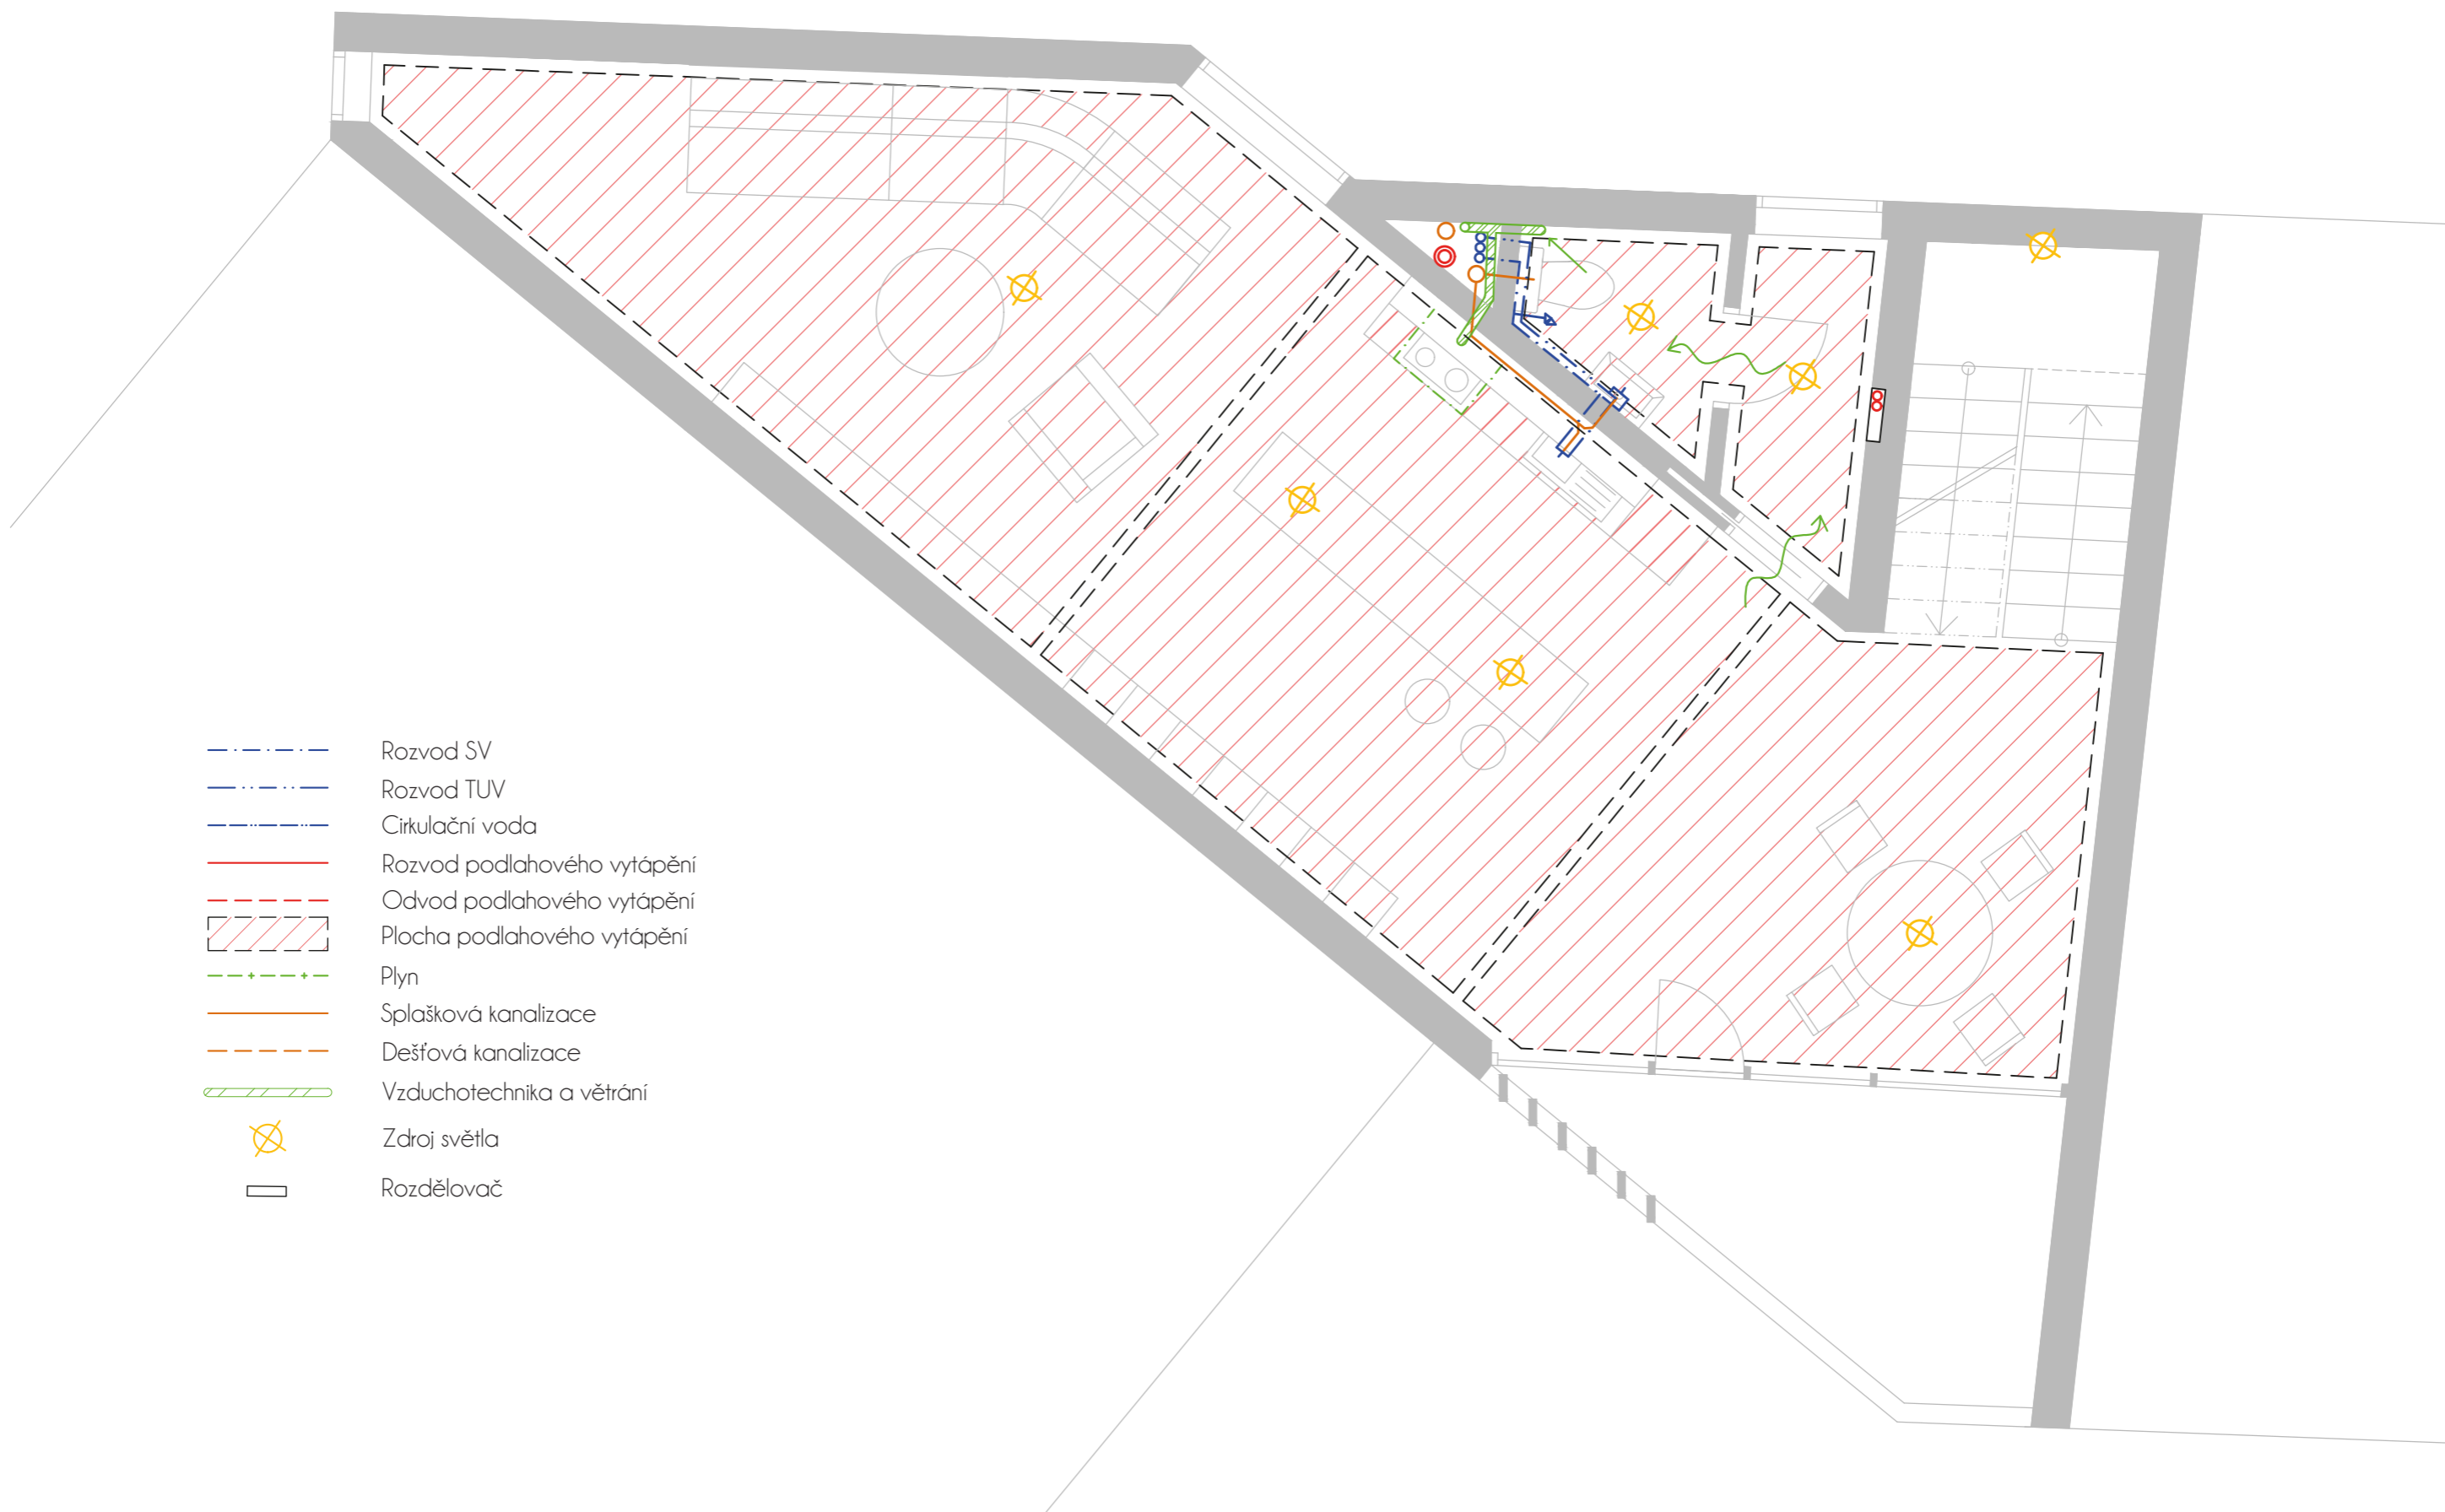 Rozvod SV
Rozvod TUV
Cirkulační voda
Rozvod podlahového vytápění
Odvod podlahového vytápění
Plocha podlahového vytápění
Plyn
Splašková kanalizace
Dešťová kanalizace
Vzduchotechnika a větrání
Zdroj světla
Rozdělovač